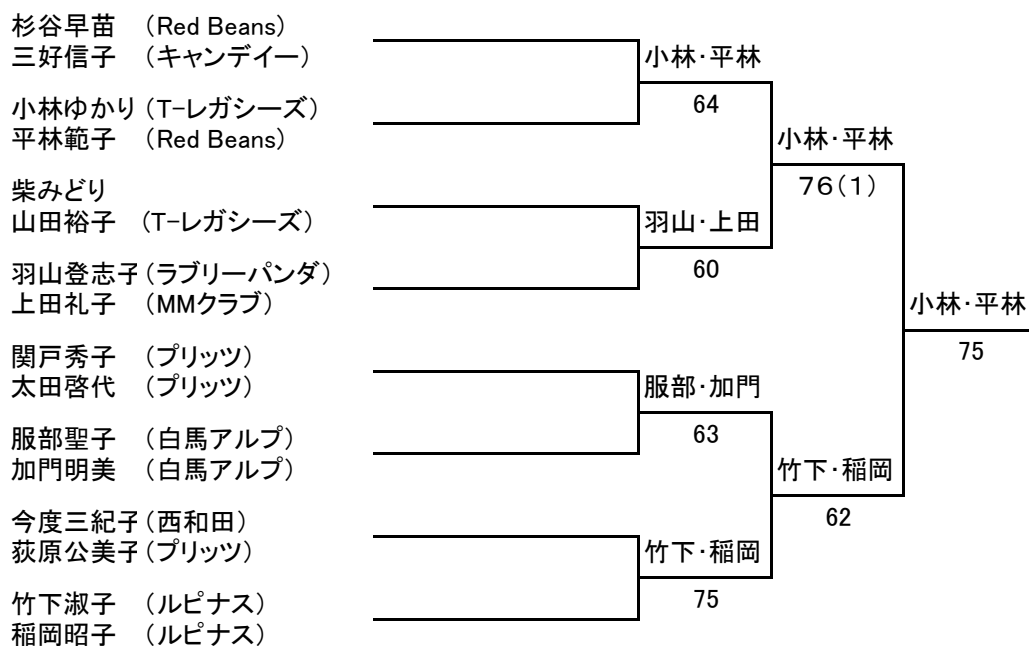 杉谷早苗 （Red Beans）
三好信子 （キャンデイー）
小林・平林
64
小林ゆかり（T-レガシーズ）
平林範子 （Red Beans）
小林・平林
76（1）
柴みどり
山田裕子 （T-レガシーズ）
羽山・上田
60
羽山登志子（ラブリーパンダ）
上田礼子 （MMクラブ）
小林・平林
75
関戸秀子 （プリッツ）
太田啓代 （プリッツ）
服部・加門
63
服部聖子 （白馬アルプ）
加門明美 （白馬アルプ）
竹下・稲岡
62
今度三紀子（西和田）
荻原公美子（プリッツ）
竹下・稲岡
75
竹下淑子 （ルピナス）
稲岡昭子 （ルピナス）